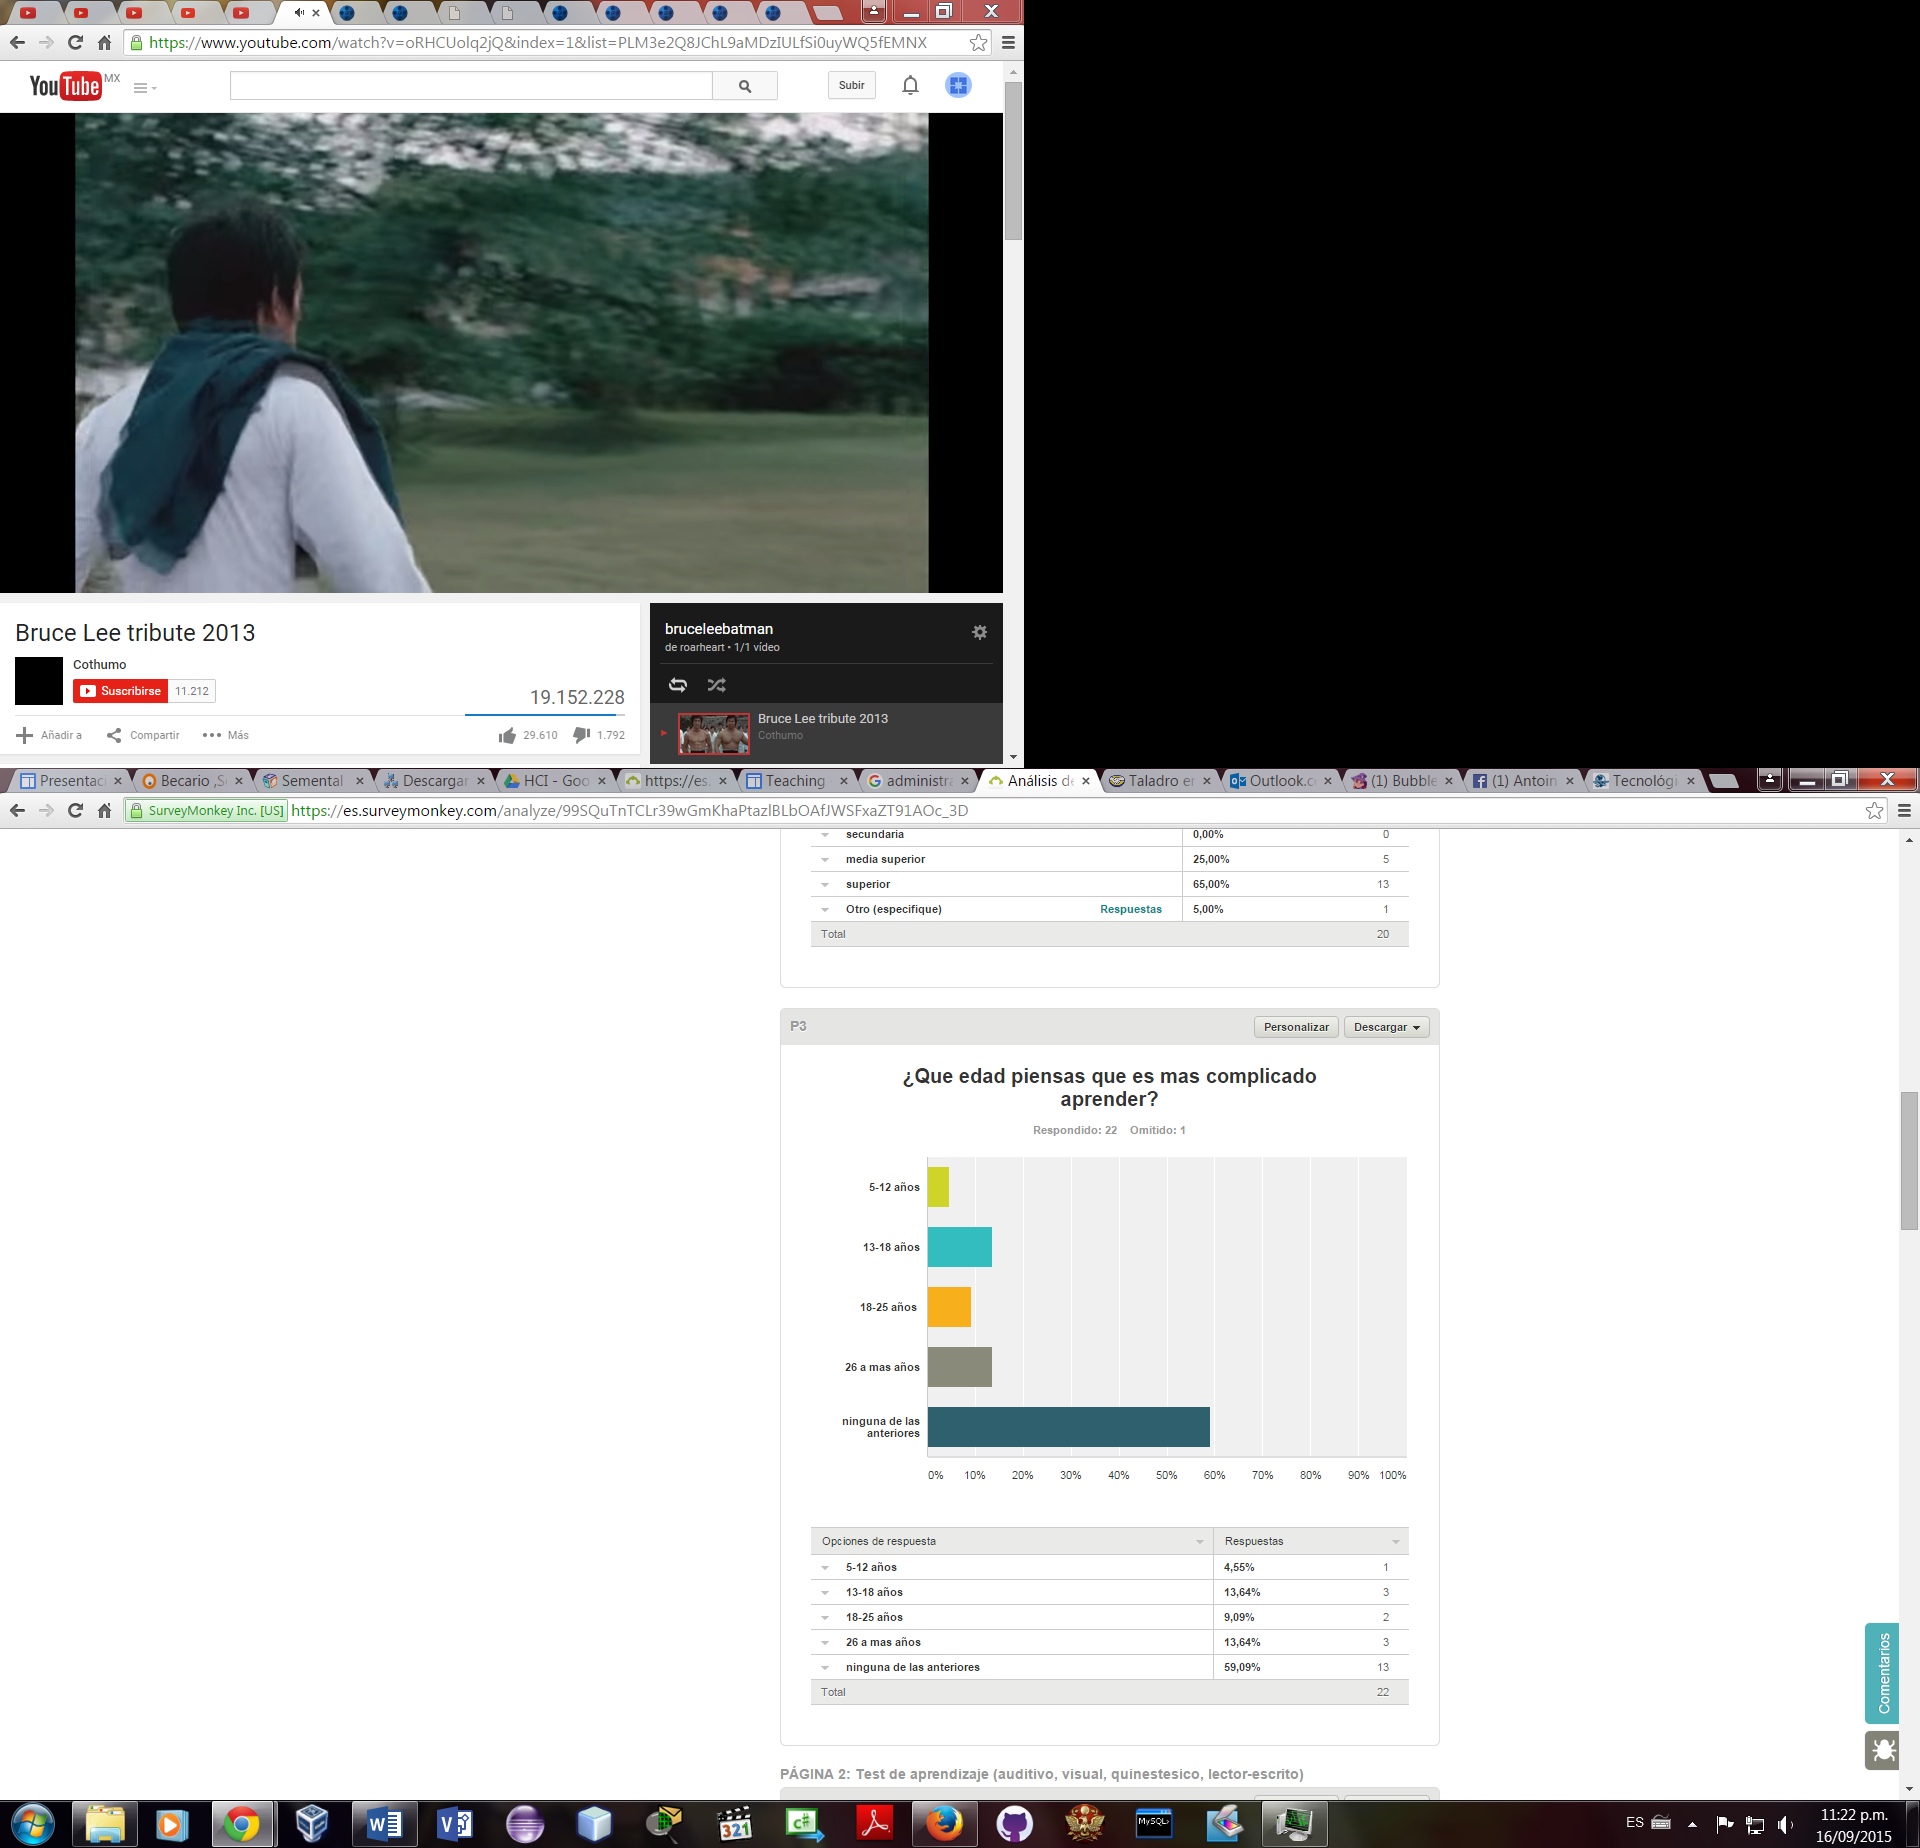 https://www.youtube.com/watch?v=oRHCUolq2jQ&index=1&list=PLM3e2Q8JChL9aMDzIULfSi0uyWQ5fEMNX
YouTube MX
Subir
Bruce Lee tribute 2013
Cothumo
Suscribirse 11.212
19.152.228
Añadir a Compartir Más 29.610 1.792
bruceleebatman
de roarheart • 1/1 vídeo
Bruce Lee tribute 2013
Cothumo
Presentac Becario ,S Semental Descargar HCI - Goo https://es. Teaching administra Análisis de Taladro en Outlook.c (1) Bubble (1) Antoin Tecnológi
SurveyMonkey Inc. [US] https://es.surveymonkey.com/analyze/99SQuTnTCLr39wGmKhaPtazlBLbOAfJWSFxaZT91AOc_3D
secundaria 0,00% 0
media superior 25,00% 5
superior 65,00% 13
Otro (especifique) Respuestas 5,00% 1
Total 20
P3 Personalizar Descargar
¿Que edad piensas que es mas complicado
aprender?
Respondido: 22 Omitido: 1
5-12 años
13-18 años
18-25 años
26 a mas años
ninguna de las
anteriores
0% 10% 20% 30% 40% 50% 60% 70% 80% 90% 100%
Opciones de respuesta Respuestas
5-12 años 4,55% 1
13-18 años 13,64% 3
18-25 años 9,09% 2
26 a mas años 13,64% 3
ninguna de las anteriores 59,09% 13
Total 22
Comentarios
PÁGINA 2: Test de aprendizaje (auditivo, visual, quinestesico, lector-escrito)
321
C#
MySQL
ES
11:22 p.m.
16/09/2015